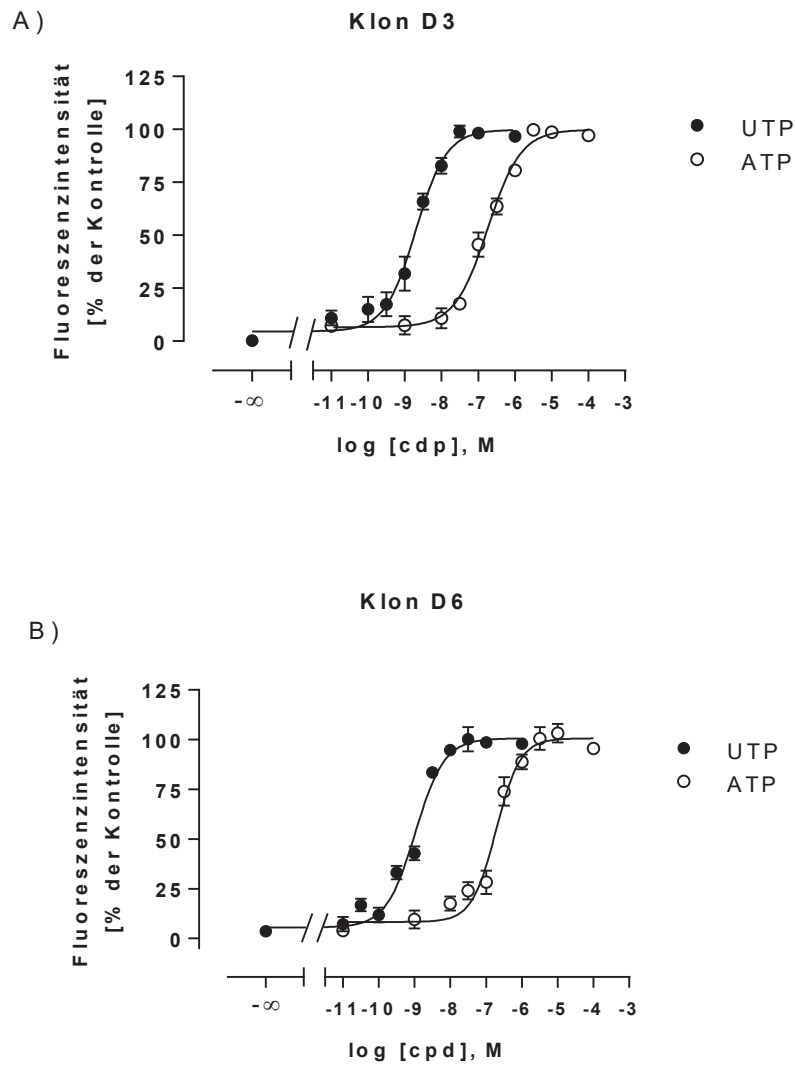 A)
Klon D3
Fluoreszenzintensität
[% der Kontrolle]
125
100
75
50
25
0
UTP
ATP
-∞
-11 -10 -9 -8 -7 -6 -5 -4 -3
log [cdp], M
Klon D6
B)
Fluoreszenzintensität
[% der Kontrolle]
125
100
75
50
25
0
UTP
ATP
-∞
-11 -10 -9 -8 -7 -6 -5 -4 -3
log [cpd], M